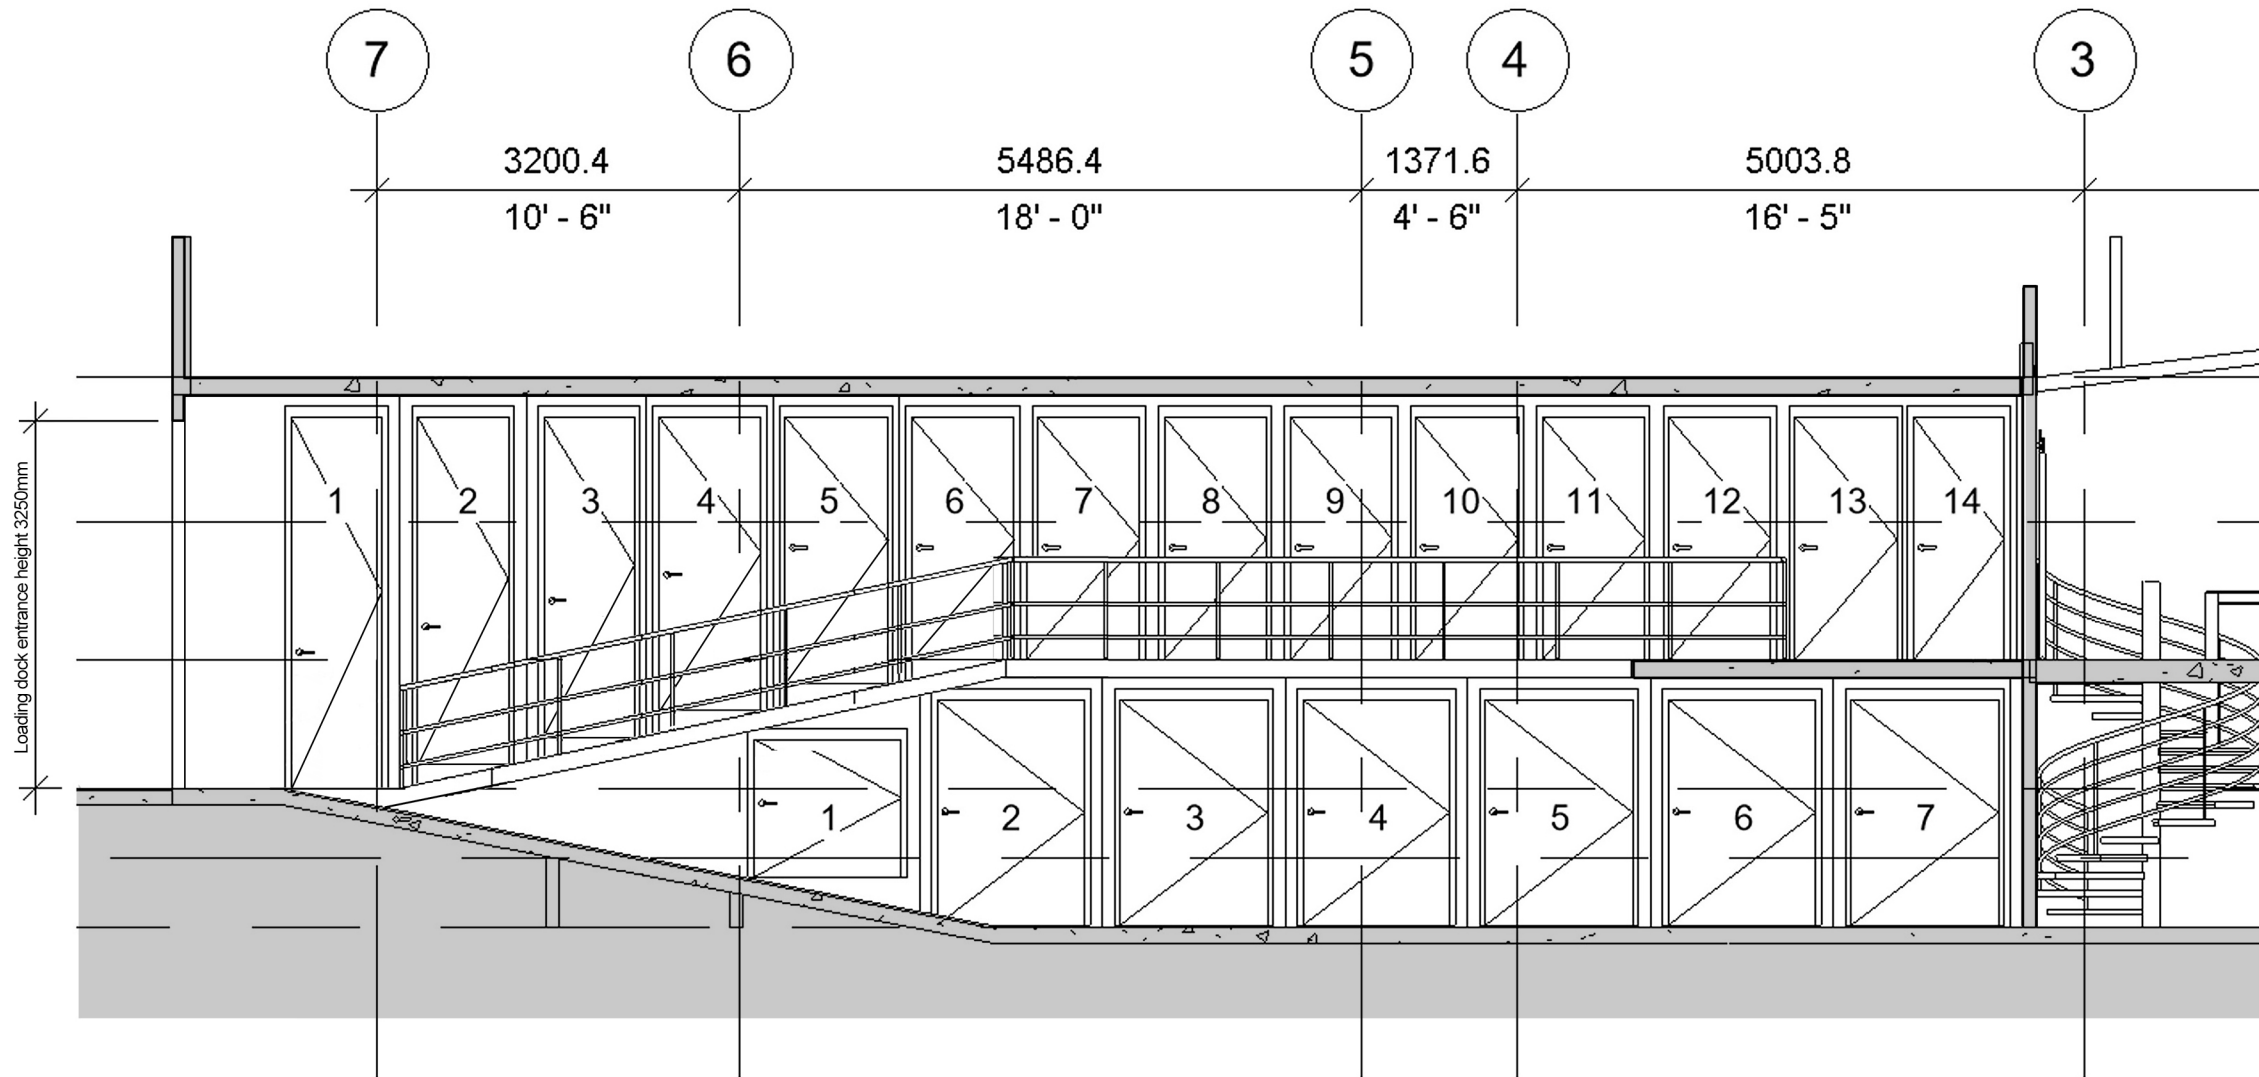 7 6 5 4 3
3200.4 5486.4 1371.6 5003.8
10' - 6" 18' - 0" 4' - 6" 16' - 5"
Loading dock entrance height 3250mm
1 2 3 4 5 6 7 8 9 10 11 12 13 14
1 2 3 4 5 6 7